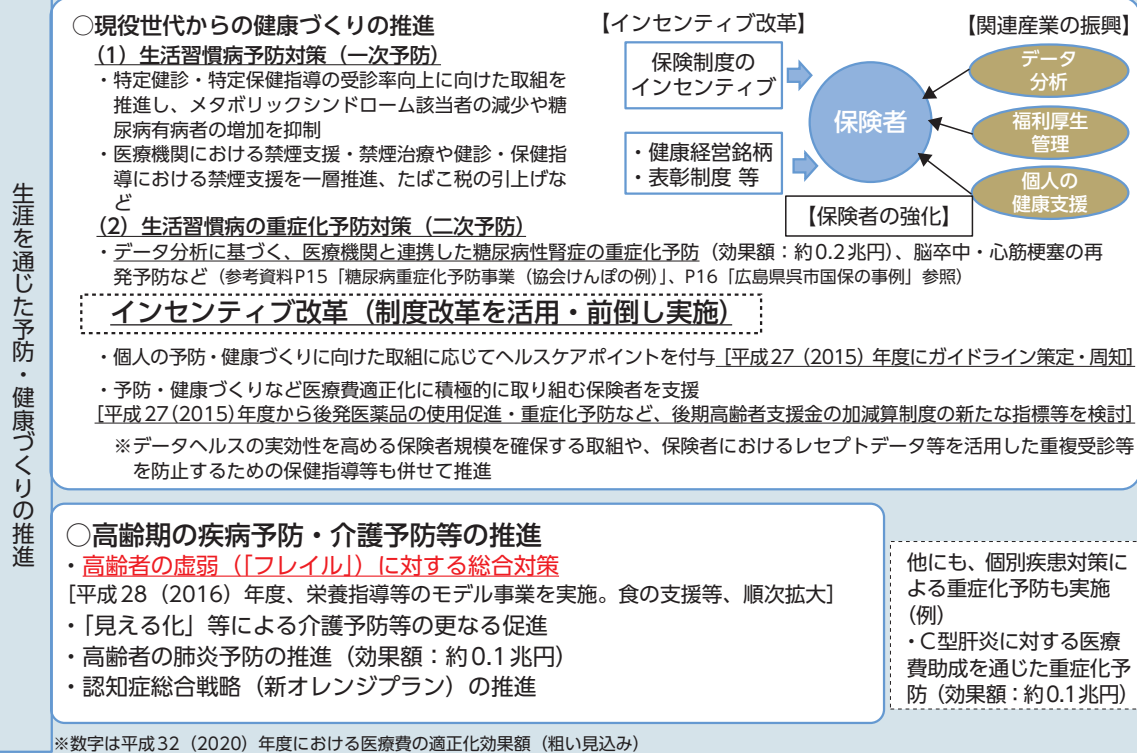 生涯を通じた予防・健康づくりの推進
○現役世代からの健康づくりの推進
(1) 生活習慣病予防対策(一次予防)
・特定健診・特定保健指導の受診率向上に向けた取組を
推進し、メタボリックシンドローム該当者の減少や糖
尿病有病者の増加を抑制
・医療機関における禁煙支援・禁煙治療や健診・保健指
導における禁煙支援を一層推進、たばこ税の引上げな
ど
【インセンティブ改革】
保険制度の
インセンティブ
・健康経営銘柄
・表彰制度 等
保険者
【保険者の強化】
【関連産業の振興】
データ
分析
福利厚生
管理
個人の
健康支援
(2) 生活習慣病の重症化予防対策(二次予防)
・データ分析に基づく、医療機関と連携した糖尿病性腎症の重症化予防(効果額:約0.2兆円)、脳卒中・心筋梗塞の再
発予防など(参考資料P15「糖尿病重症化予防事業(協会けんぽの例)」、P16「広島県呉市国保の事例」参照)
インセンティブ改革(制度改革を活用・前倒し実施)
・個人の予防・健康づくりに向けた取組に応じてヘルスケアポイントを付与 [平成27(2015)年度にガイドライン策定・周知]
・予防・健康づくりなど医療費適正化に積極的に取り組む保険者を支援
[平成27(2015)年度から後発医薬品の使用促進・重症化予防など、後期高齢者支援金の加減算制度の新たな指標等を検討]
※データヘルスの実効性を高める保険者規模を確保する取組や、保険者におけるレセプトデータ等を活用した重複受診等
を防止するための保健指導等も併せて推進
○高齢期の疾病予防・介護予防等の推進
・高齢者の虚弱(「フレイル」)に対する総合対策
[平成28(2016)年度、栄養指導等のモデル事業を実施。食の支援等、順次拡大]
・「見える化」等による介護予防等の更なる促進
・高齢者の肺炎予防の推進(効果額:約0.1兆円)
・認知症総合戦略(新オレンジプラン)の推進
他にも、個別疾患対策に
よる重症化予防も実施
(例)
・C型肝炎に対する医療
費助成を通じた重症化予
防(効果額:約0.1兆円)
※数字は平成32(2020)年度における医療費の適正化効果額(粗い見込み)